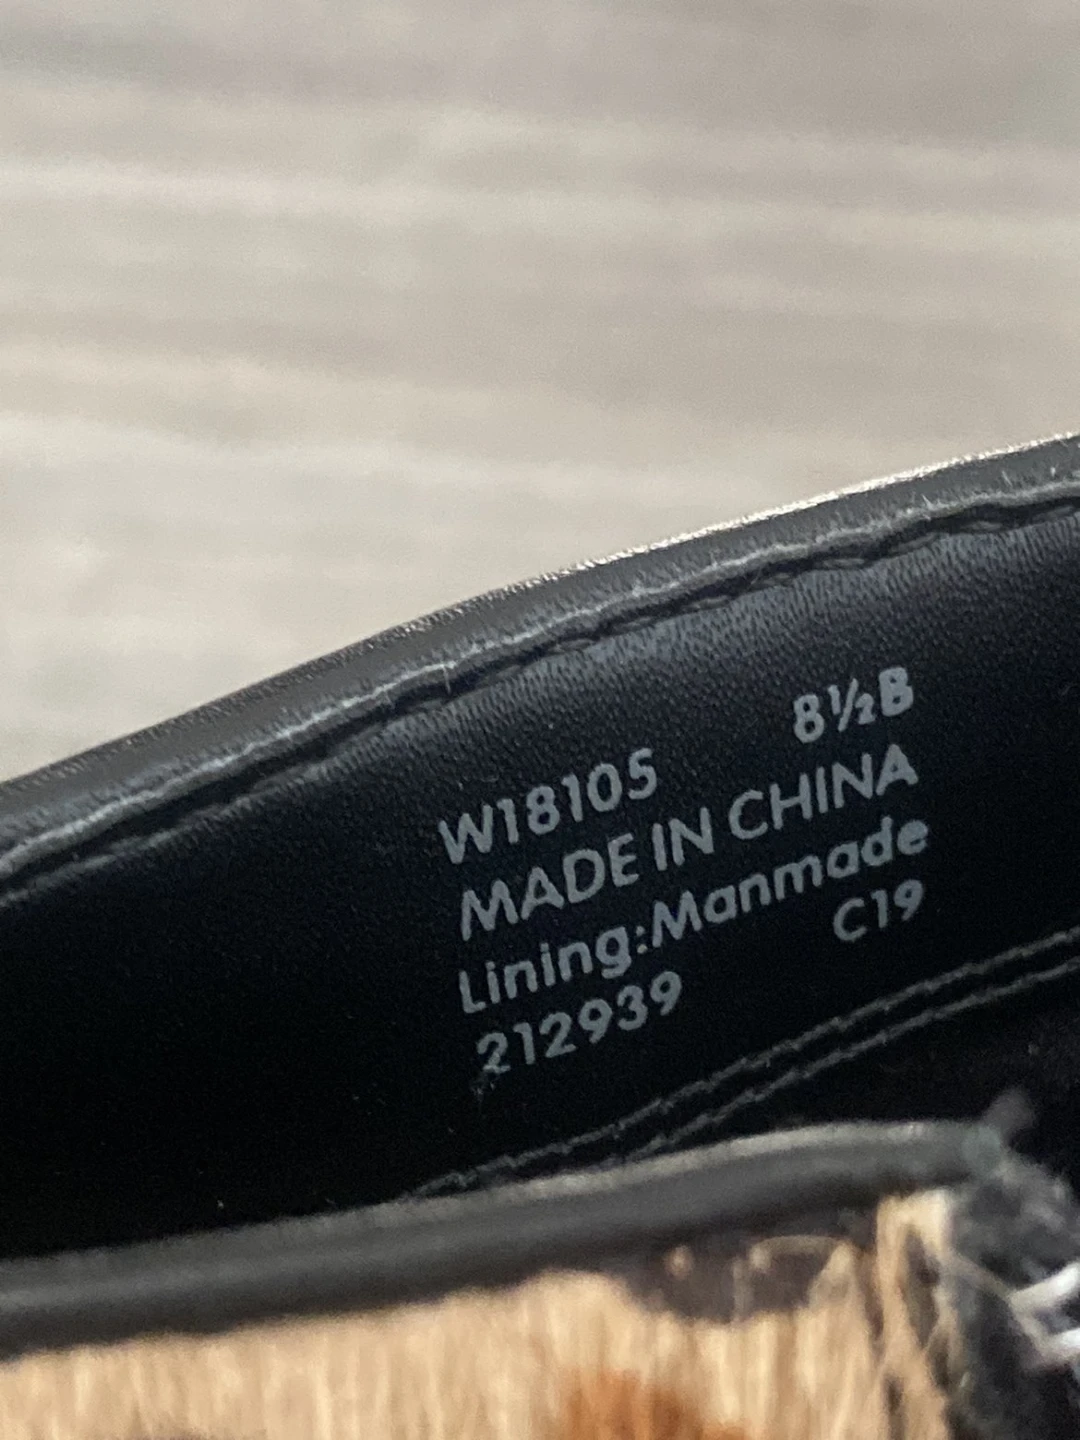 W18105 8½B
MADE IN CHINA
Lining:Manmade
212939 C19